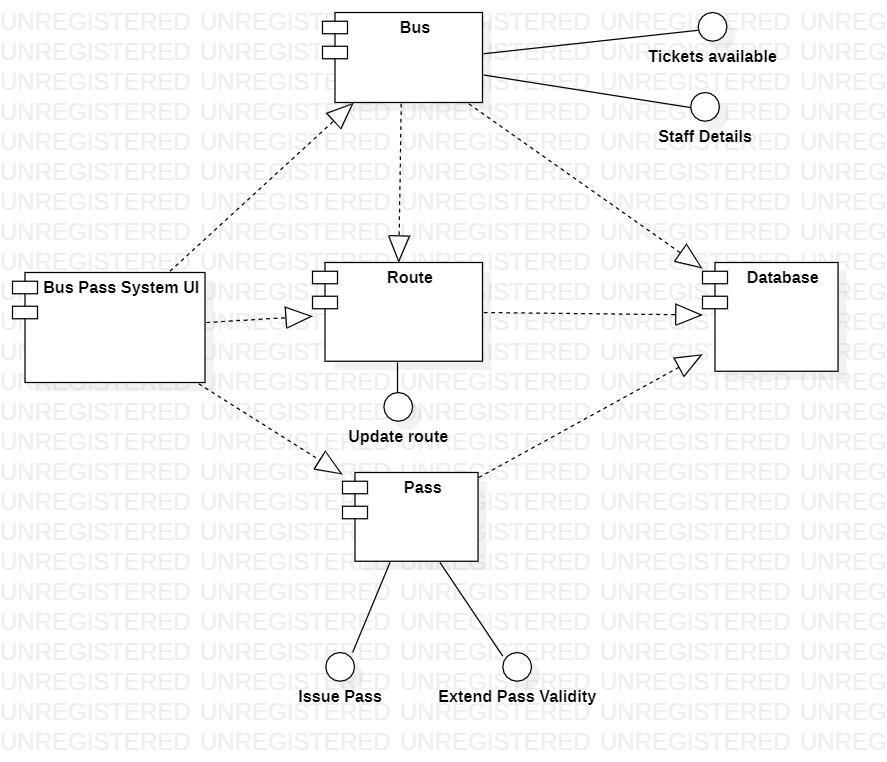 Bus
Tickets available
Staff Details
Bus Pass System UI
Route
Database
Update route
Pass
Issue Pass
Extend Pass Validity
UNREGISTERED